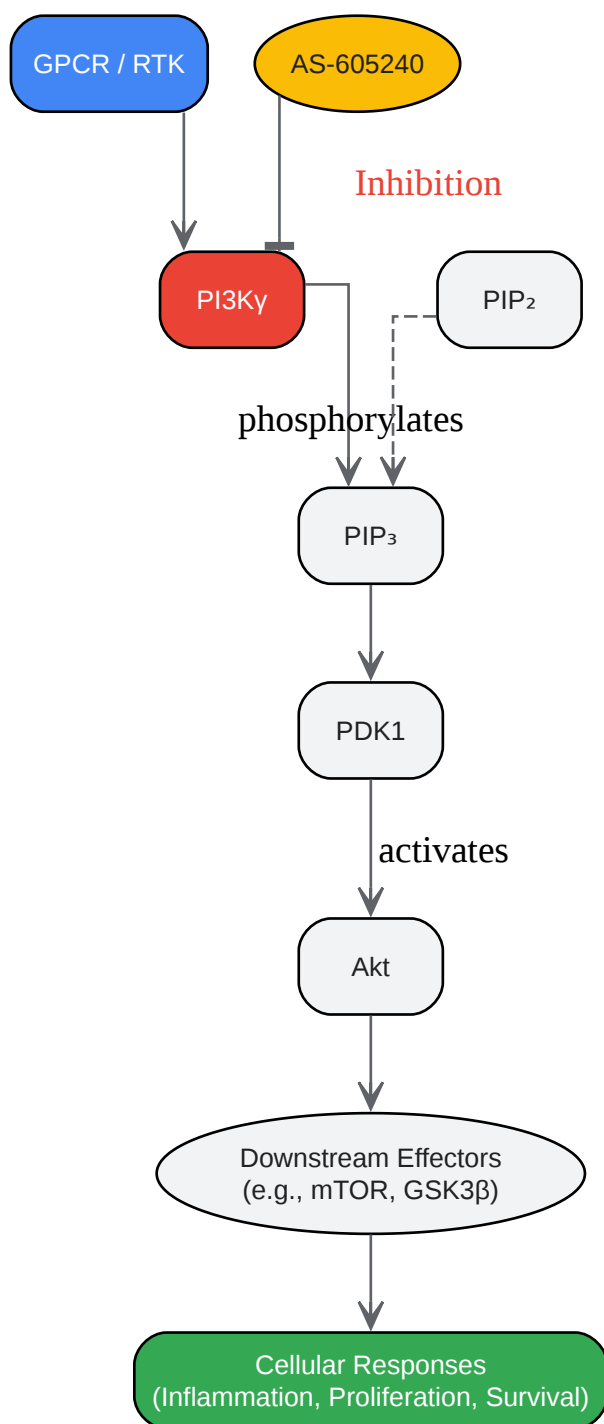 GPCR / RTK
AS-605240
Inhibition
PI3Kγ
PIP₂
phosphorylates
PIP₃
PDK1
activates
Akt
Downstream Effectors
(e.g., mTOR, GSK3β)
Cellular Responses
(Inflammation, Proliferation, Survival)